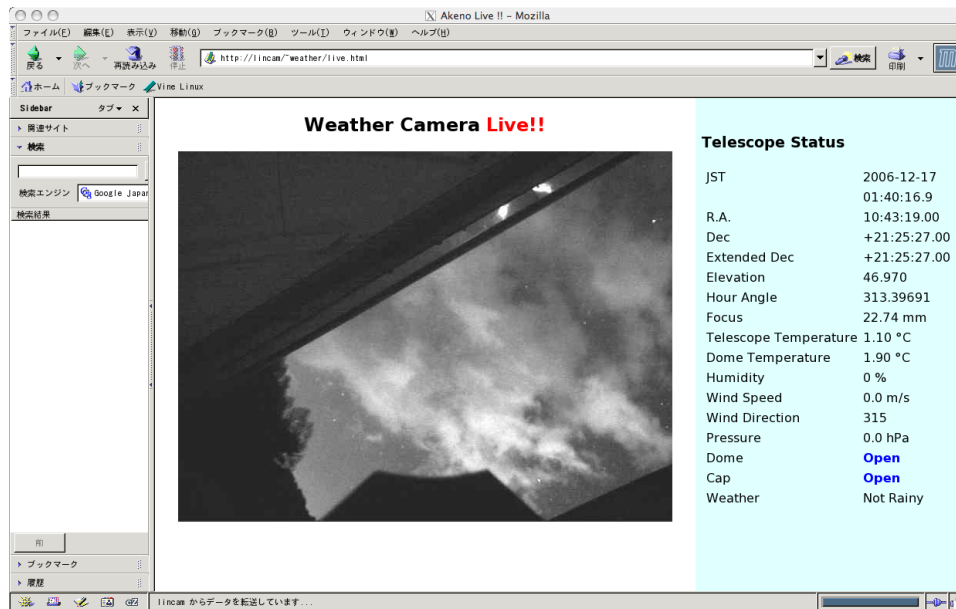 Akeno Live !! – Mozilla
ファイル(F) 編集(E) 表示(V) 移動(g) ブックマーク(B) ツール(T) ウィンドウ(W) ヘルプ(H)
戻る 次へ 再読み込み 停止 http://lincam/~weather/live.html 検索 印刷
ホーム ブックマーク Vine Linux
Sidebar タブ
関連サイト
検索
検索エンジン Google Japan
検索結果
ブックマーク
履歴
Weather Camera Live!!
Telescope Status
JST 2006-12-17
01:40:16.9
R.A. 10:43:19.00
Dec +21:25:27.00
Extended Dec +21:25:27.00
Elevation 46.970
Hour Angle 313.39691
Focus 22.74 mm
Telescope Temperature 1.10 °C
Dome Temperature 1.90 °C
Humidity 0 %
Wind Speed 0.0 m/s
Wind Direction 315
Pressure 0.0 hPa
Dome Open
Cap Open
Weather Not Rainy
lincam からデータを転送しています...